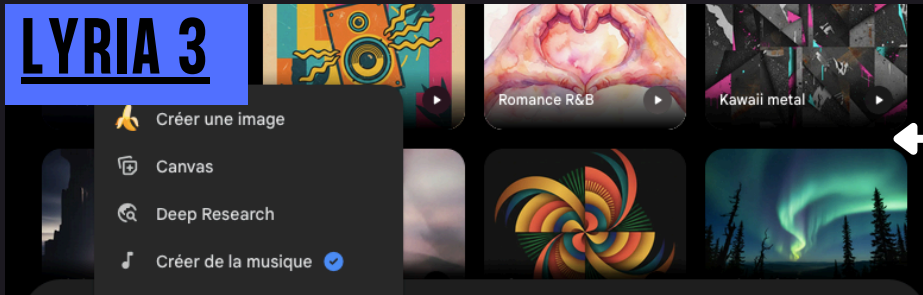 LYRIA 3
Romance R&B
Kawaii metal
Créer une image
Canvas
Deep Research
Créer de la musique